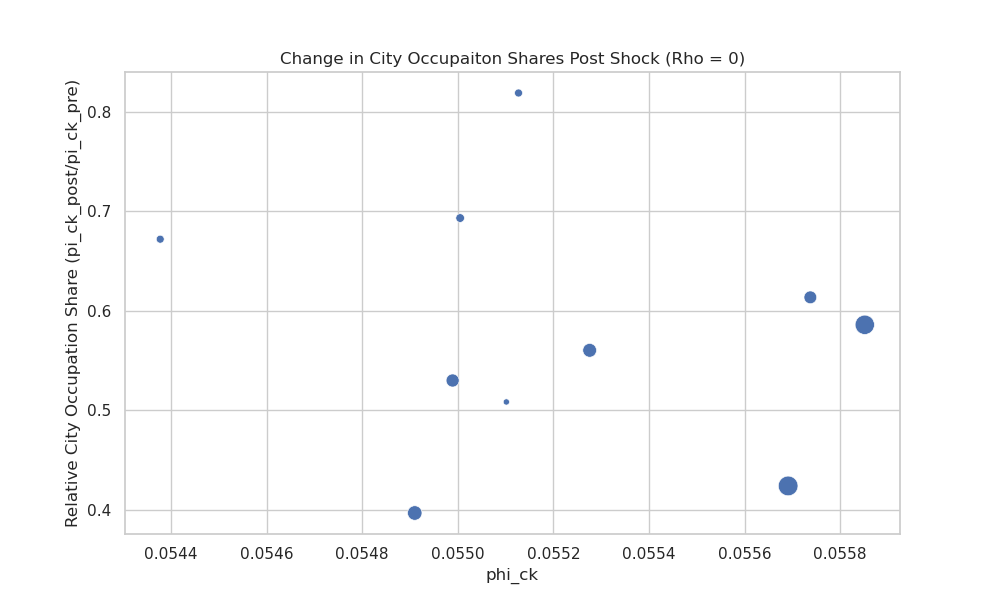 Change in City Occupaiton Shares Post Shock (Rho = 0)
Relative City Occupation Share (pi_ck_post/pi_ck_pre)
0.8
0.7
0.6
0.5
0.4
0.0544 0.0546 0.0548 0.0550 0.0552 0.0554 0.0556 0.0558
phi_ck